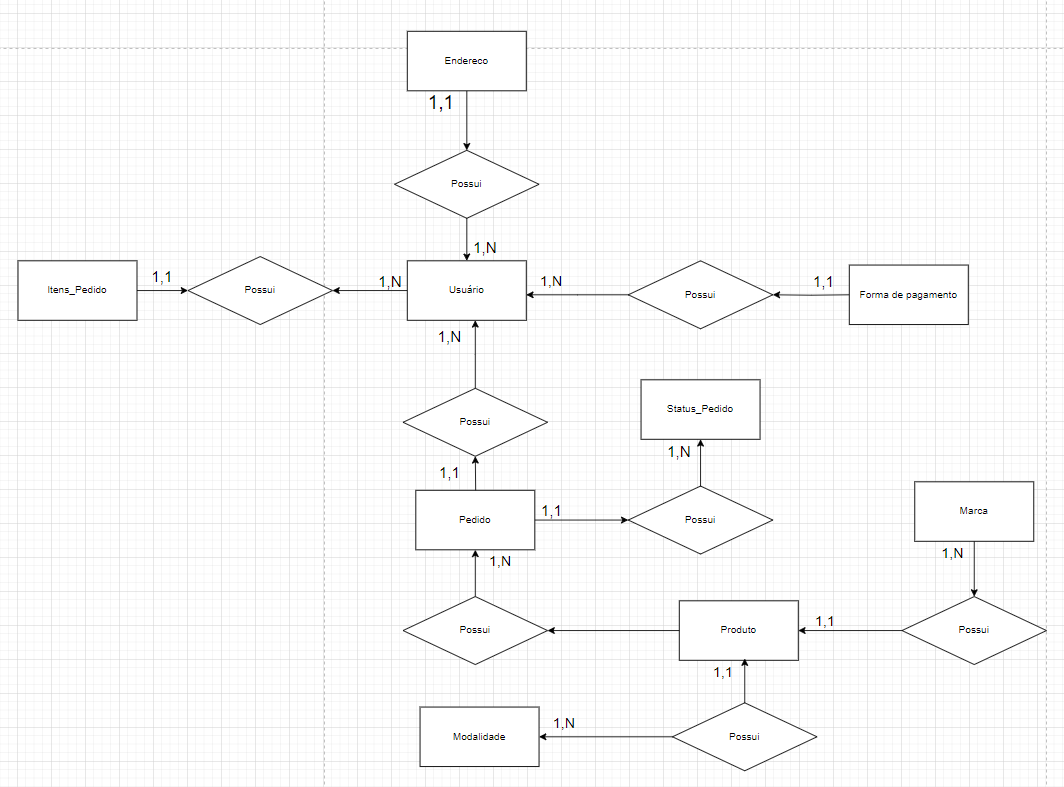 Endereco
1,1
Possui
1,N
Itens_Pedido
1,1
Possui
1,N
Usuário
1,N
Possui
1,1
Forma de pagamento
1,N
Possui
Status_Pedido
1,N
1,1
Pedido
1,1
Possui
Marca
1,N
1,N
Possui
Produto
1,1
Possui
1,1
Modalidade
1,N
Possui